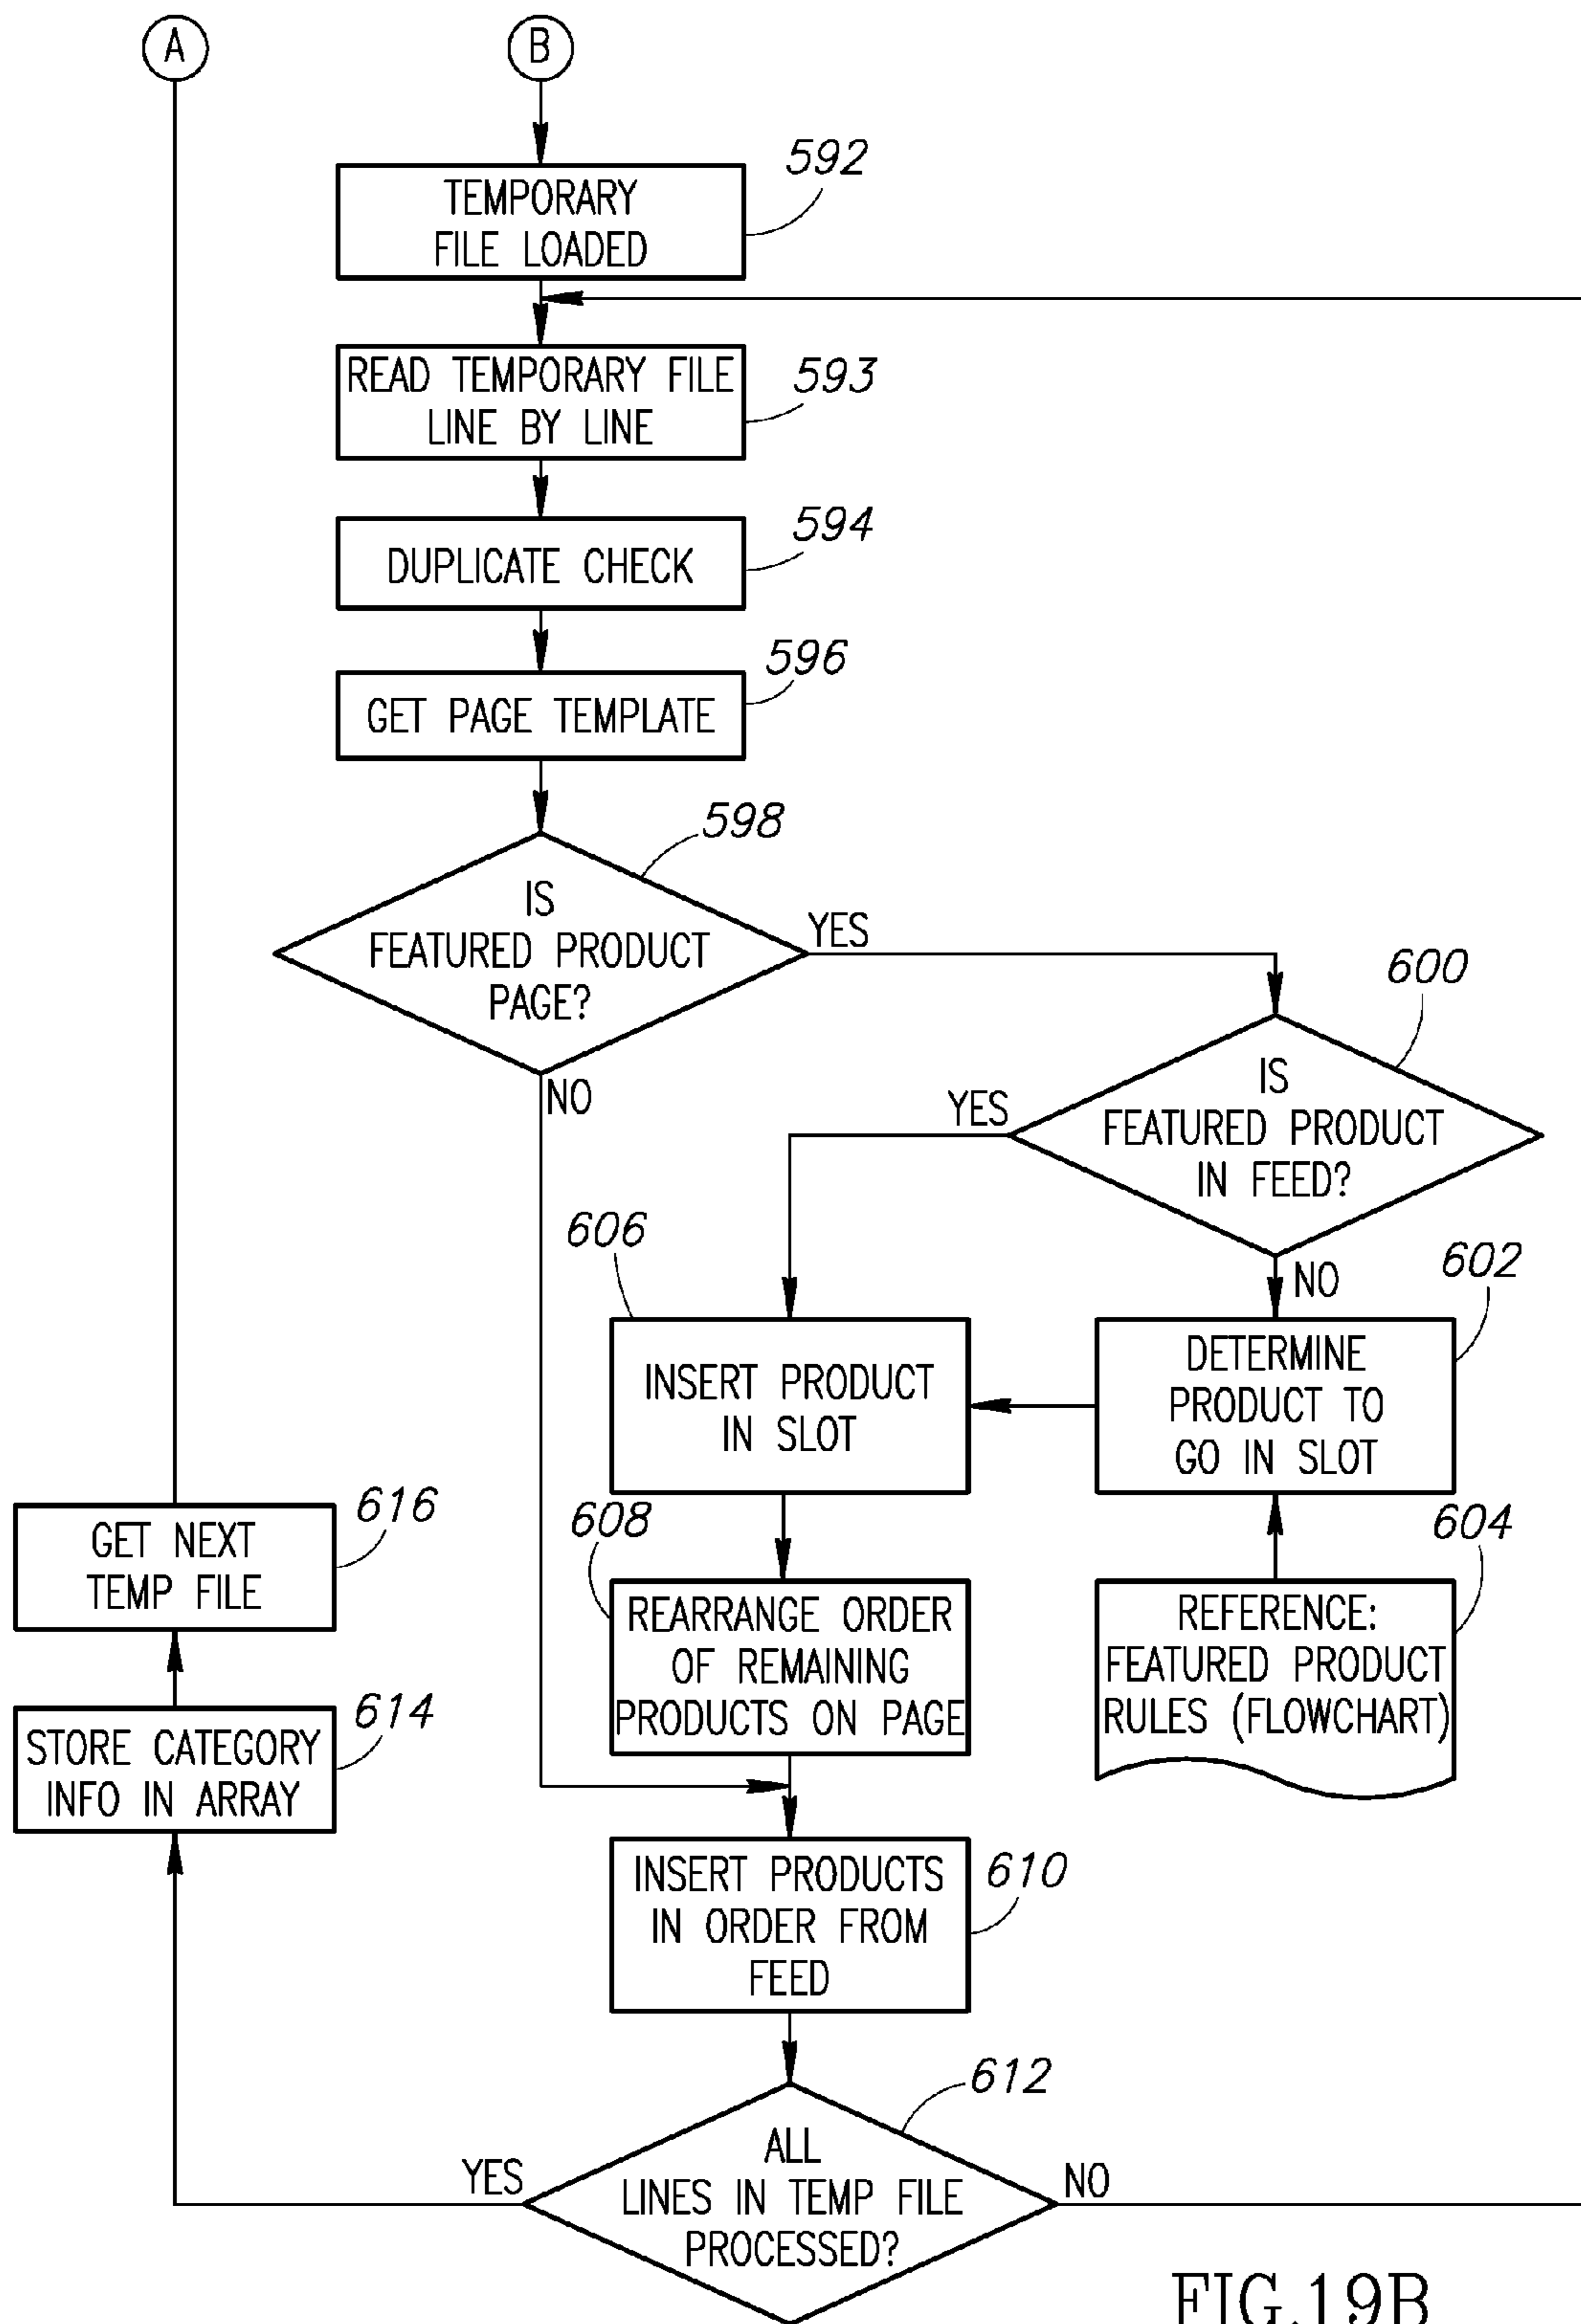 A
B
592
TEMPORARY
FILE LOADED
593
READ TEMPORARY FILE
LINE BY LINE
594
DUPLICATE CHECK
596
GET PAGE TEMPLATE
598
IS
FEATURED PRODUCT
PAGE?
YES
NO
600
IS
FEATURED PRODUCT
IN FEED?
YES
NO
606
INSERT PRODUCT
IN SLOT
602
DETERMINE
PRODUCT TO
GO IN SLOT
616
GET NEXT
TEMP FILE
608
REARRANGE ORDER
OF REMAINING
PRODUCTS ON PAGE
604
REFERENCE:
FEATURED PRODUCT
RULES (FLOWCHART)
614
STORE CATEGORY
INFO IN ARRAY
610
INSERT PRODUCTS
IN ORDER FROM
FEED
612
ALL
LINES IN TEMP FILE
PROCESSED?
YES
NO
FIG.19B